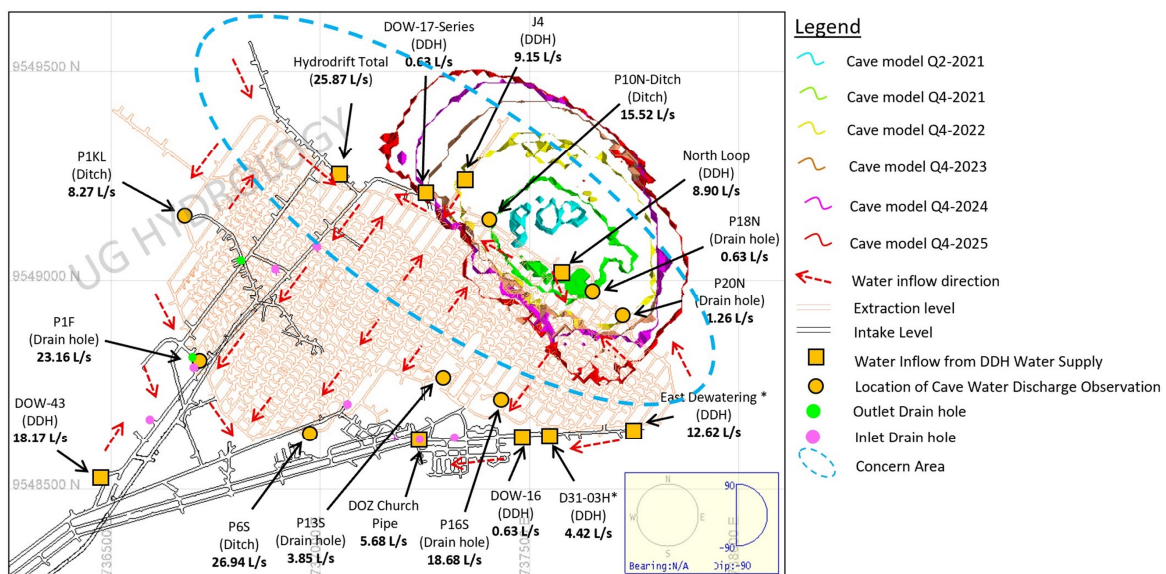 9549500 N
9549000 N
9548500 N
UG HYDROLOGY
Hydrodrift Total
(25.87 L/s)
DOW-17-Series
(DDH)
0.63 L/s
J4
(DDH)
9.15 L/s
P10N-Ditch
(Ditch)
15.52 L/s
North Loop
(DDH)
8.90 L/s
P18N
(Drain hole)
0.63 L/s
P20N
(Drain hole)
1.26 L/s
P1KL
(Ditch)
8.27 L/s
P1F
(Drain hole)
23.16 L/s
DOW-43
(DDH)
18.17 L/s
East Dewatering *
(DDH)
12.62 L/s
P6S
(Ditch)
26.94 L/s
P13S
(Drain hole)
3.85 L/s
DOZ Church
Pipe
5.68 L/s
P16S
(Drain hole)
18.68 L/s
DOW-16
(DDH)
0.63 L/s
D31-03H*
(DDH)
4.42 L/s
736500
N
W
E
S
Bearing:N/A
90
-90
Dip:-90
Legend
Cave model Q2-2021
Cave model Q4-2021
Cave model Q4-2022
Cave model Q4-2023
Cave model Q4-2024
Cave model Q4-2025
Water inflow direction
Extraction level
Intake Level
Water Inflow from DDH Water Supply
Location of Cave Water Discharge Observation
Outlet Drain hole
Inlet Drain hole
Concern Area